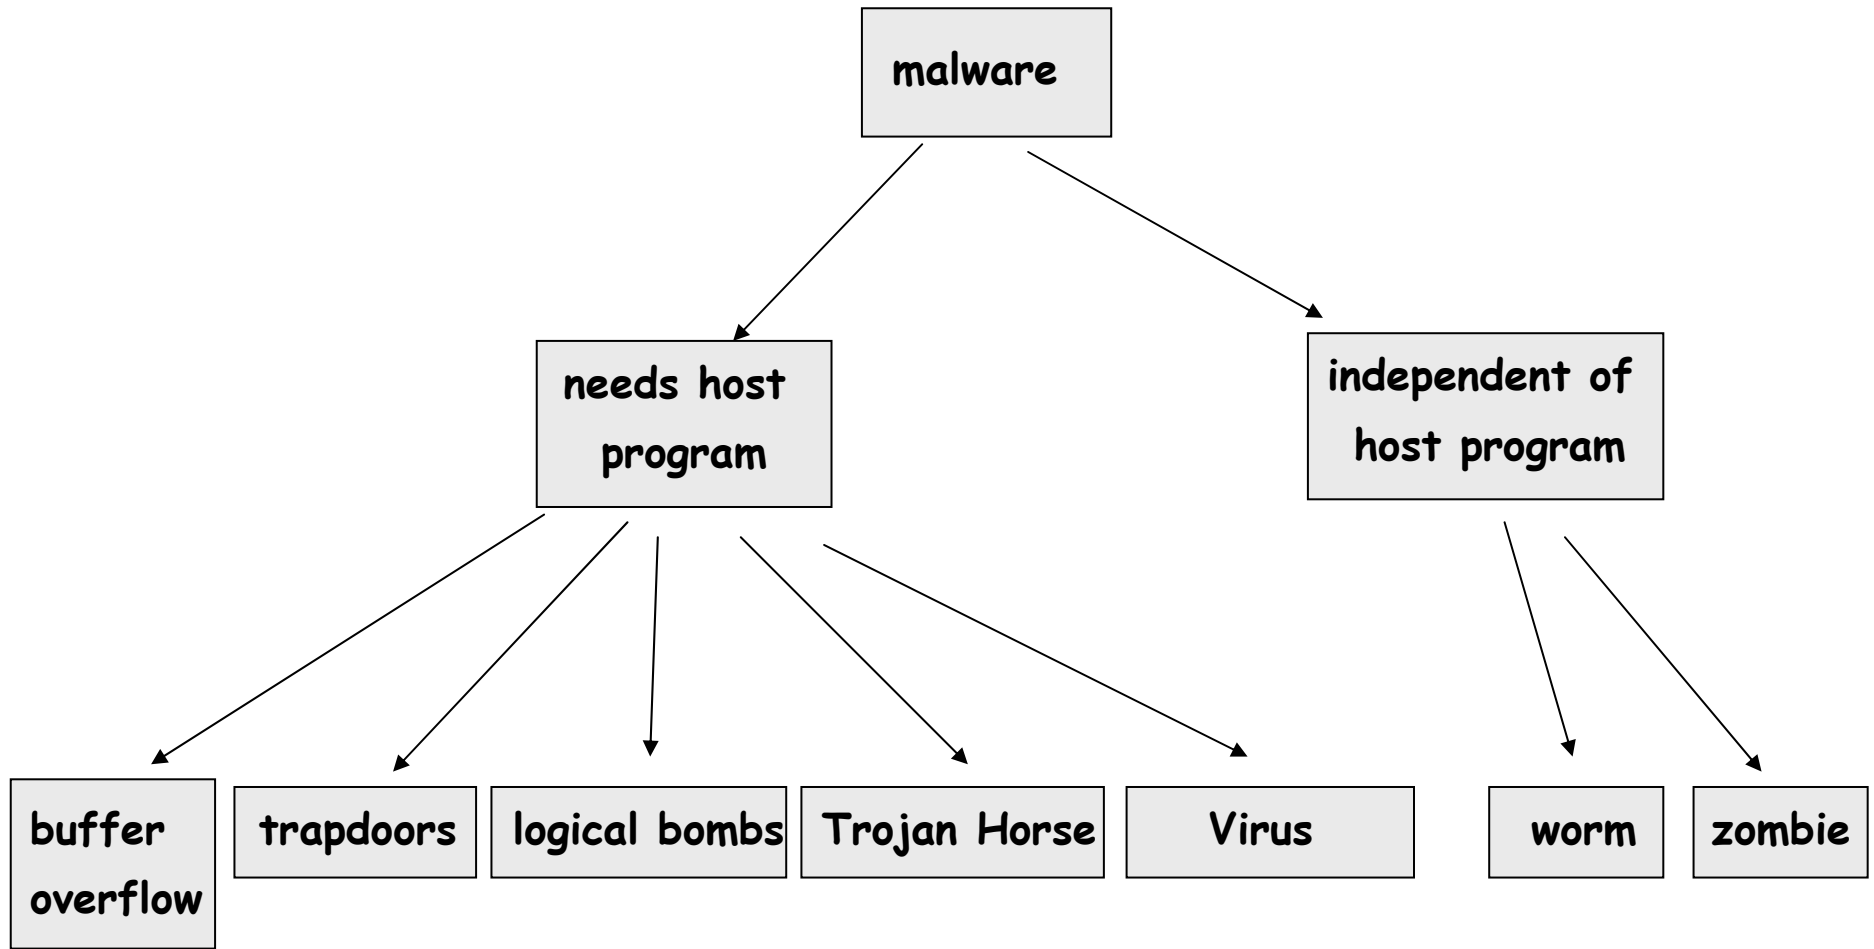 malware
needs host
program
independent of
host program
buffer
overflow
trapdoors
logical bombs
Trojan Horse
Virus
worm
zombie